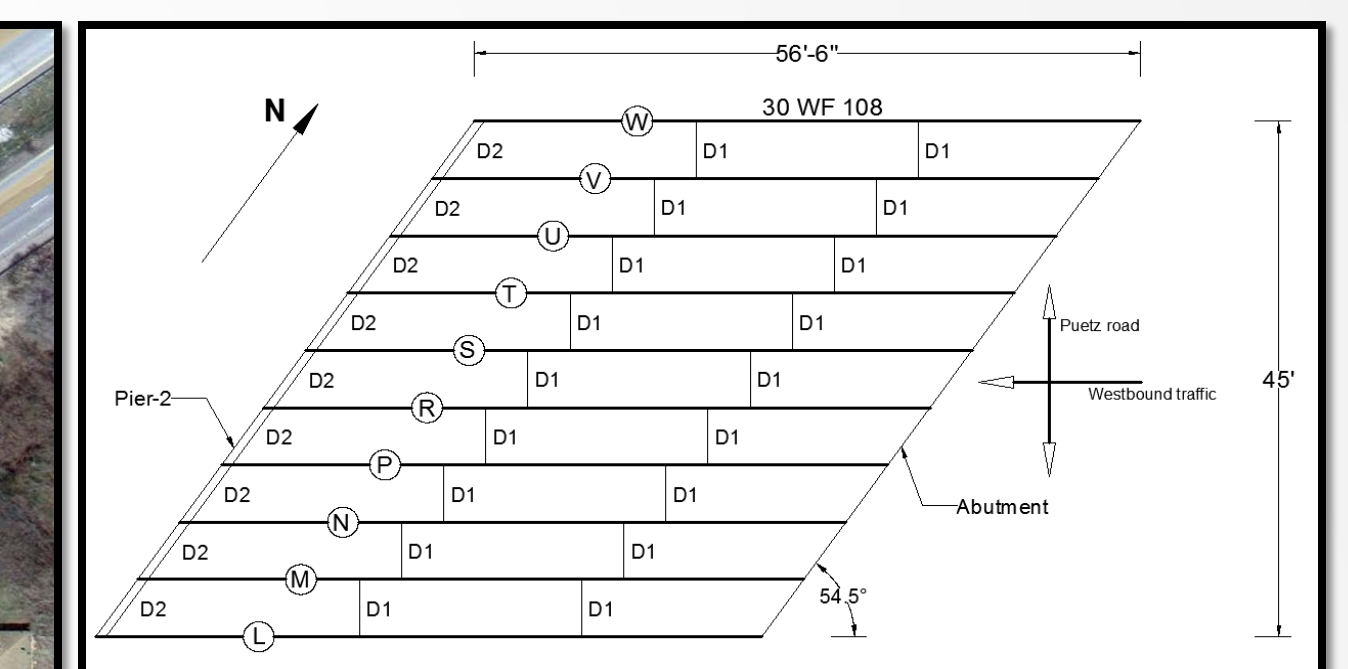 56'-6"
N
30 WF 108
W
D2 D1 D1
V
D2 D1 D1
U
D2 D1 D1
T
D2 D1 D1
Puetz road
S
D2 D1 D1
45'
Westbound traffic
Pier-2
R
D2 D1 D1
P
D2 D1 D1
Abutment
N
D2 D1 D1
M
54.5°
D2 D1 D1
L